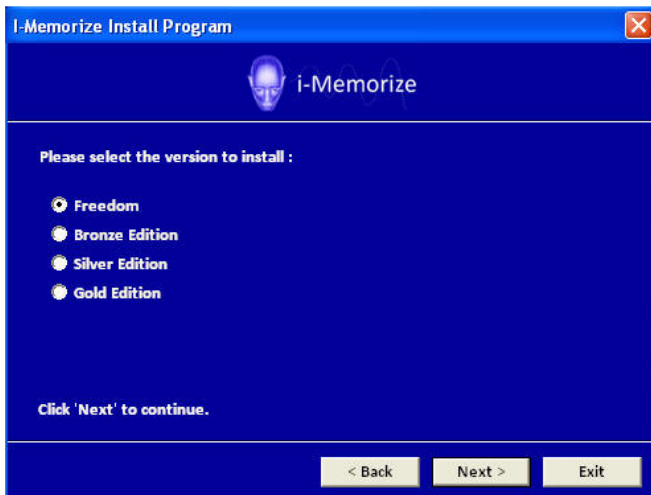 I-Memorize Install Program
i-Memorize
Please select the version to install :
Freedom
Bronze Edition
Silver Edition
Gold Edition
Click 'Next' to continue.
< Back Next > Exit